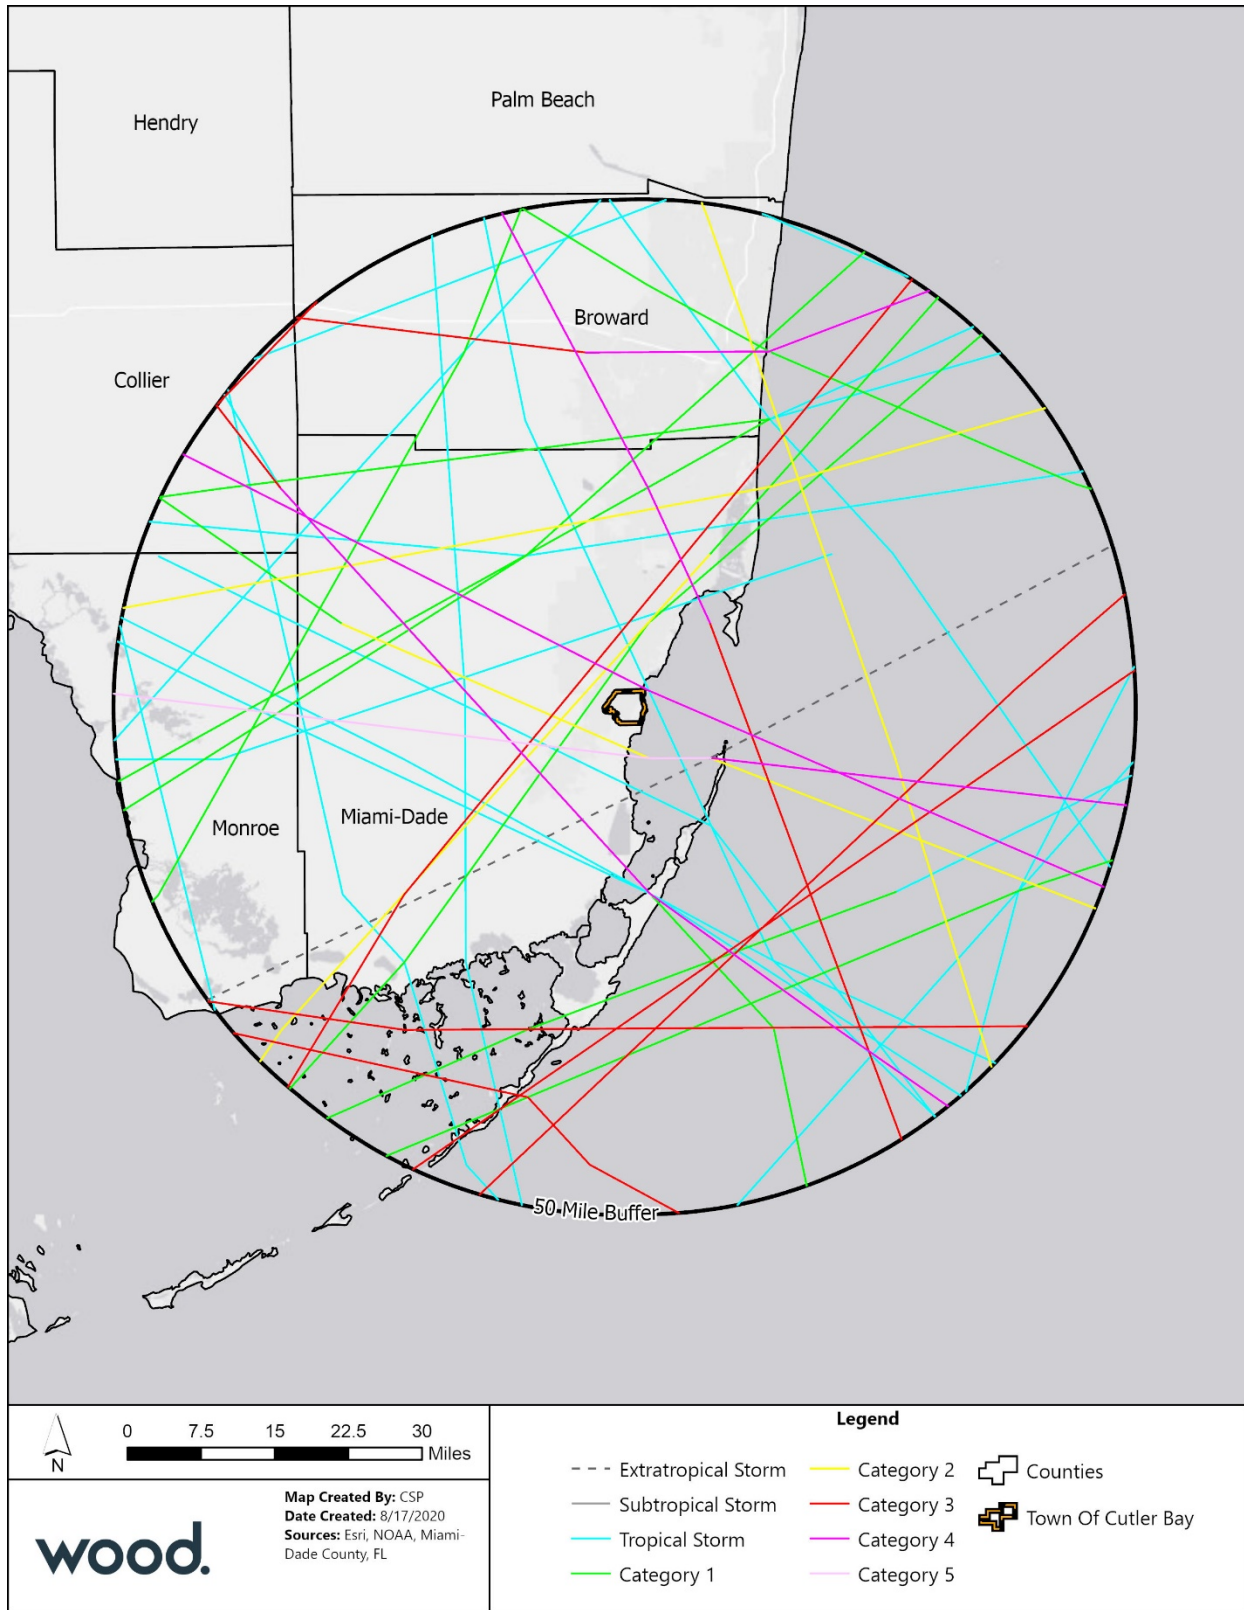 Palm Beach
Hendry
Broward
Collier
Monroe
Miami-Dade
50 Mile Buffer
N
0 7.5 15 22.5 30
Miles
wood.
Map Created By: CSP
Date Created: 8/17/2020
Sources: Esri, NOAA, Miami-
Dade County, FL
Legend
Extratropical Storm
Subtropical Storm
Tropical Storm
Category 1
Category 2
Category 3
Category 4
Category 5
Counties
Town Of Cutler Bay